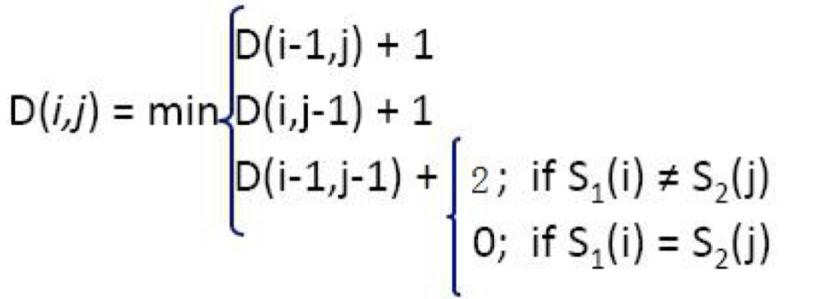 D(i-1,j) + 1
D(i,j) = min D(i,j-1) + 1
D(i-1,j-1) + 2; if S₁(i) ≠ S₂(j)
0; if S₁(i) = S₂(j)